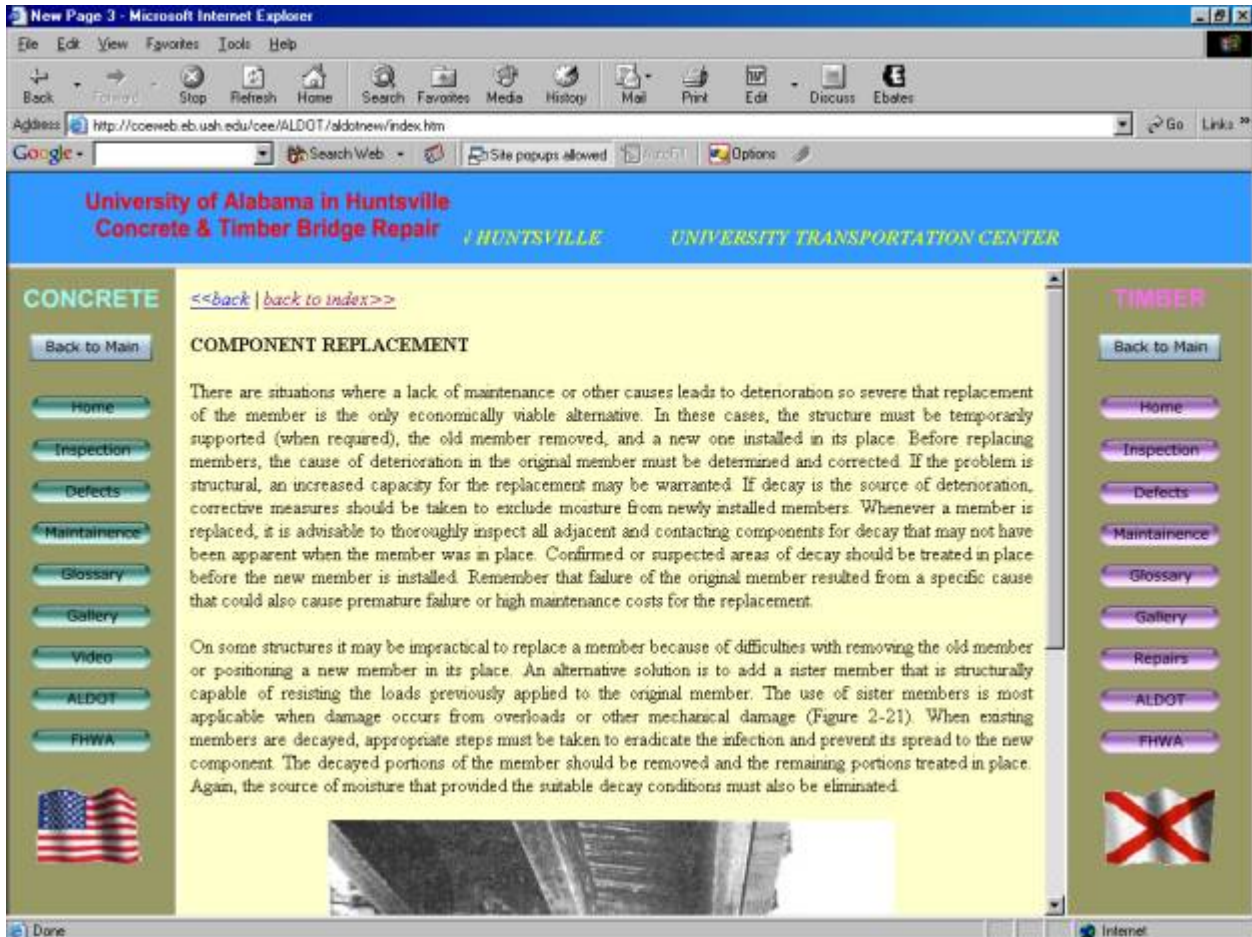 New Page 3 - Microsoft Internet Explorer
File Edit View Favorites Tools Help
Back Forward Stop Refresh Home Search Favorites Media History Mail Print Edit Discuss Ebates
Address http://coeweb.eb.uah.edu/cee/ALDOT/aldotnew/index.htm Go Links »
Google Search Web Site popups allowed AutoFill Options
University of Alabama in Huntsville
Concrete & Timber Bridge Repair
HUNTSVILLE UNIVERSITY TRANSPORTATION CENTER
CONCRETE
Back to Main
Home
Inspection
Defects
Maintainence
Glossary
Gallery
Video
ALDOT
FHWA
<<back | back to index>>
COMPONENT REPLACEMENT
There are situations where a lack of maintenance or other causes leads to deterioration so severe that replacement
of the member is the only economically viable alternative. In these cases, the structure must be temporarily
supported (when required), the old member removed, and a new one installed in its place. Before replacing
members, the cause of deterioration in the original member must be determined and corrected. If the problem is
structural, an increased capacity for the replacement may be warranted. If decay is the source of deterioration,
corrective measures should be taken to exclude moisture from newly installed members. Whenever a member is
replaced, it is advisable to thoroughly inspect all adjacent and contacting components for decay that may not have
been apparent when the member was in place. Confirmed or suspected areas of decay should be treated in place
before the new member is installed. Remember that failure of the original member resulted from a specific cause
that could also cause premature failure or high maintenance costs for the replacement.
On some structures it may be impractical to replace a member because of difficulties with removing the old member
or positioning a new member in its place. An alternative solution is to add a sister member that is structurally
capable of resisting the loads previously applied to the original member. The use of sister members is most
applicable when damage occurs from overloads or other mechanical damage (Figure 2-21). When existing
members are decayed, appropriate steps must be taken to eradicate the infection and prevent its spread to the new
component. The decayed portions of the member should be removed and the remaining portions treated in place.
Again, the source of moisture that provided the suitable decay conditions must also be eliminated.
TIMBER
Back to Main
Home
Inspection
Defects
Maintainence
Glossary
Gallery
Repairs
ALDOT
FHWA
Done Internet